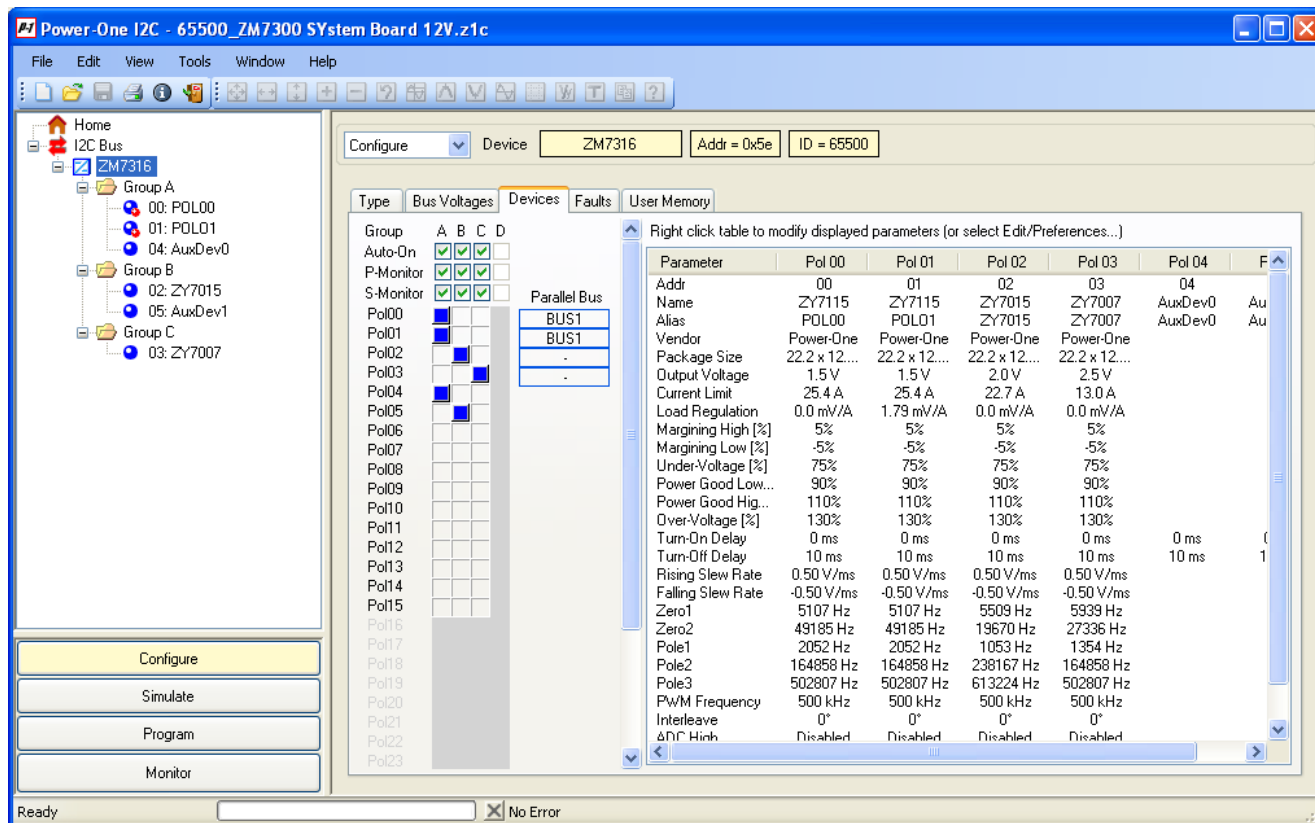 Power-One I2C - 65500_ZM7300 SYstem Board 12V.z1c
File Edit View Tools Window Help
Home
I2C Bus
ZM7316
Group A
00: POL00
01: POL01
04: AuxDev0
Group B
02: ZY7015
05: AuxDev1
Group C
03: ZY7007
Configure
Simulate
Program
Monitor
Configure Device ZM7316 Addr = 0x5e ID = 65500
Type Bus Voltages Devices Faults User Memory
Group A B C D
Auto-On
P-Monitor
S-Monitor Parallel Bus
Pol00 BUS1
Pol01 BUS1
Pol02 -
Pol03 -
Pol04
Pol05
Pol06
Pol07
Pol08
Pol09
Pol10
Pol11
Pol12
Pol13
Pol14
Pol15
Pol16
Pol17
Pol18
Pol19
Pol20
Pol21
Pol22
Pol23
Right click table to modify displayed parameters (or select Edit/Preferences...)
Parameter Pol 00 Pol 01 Pol 02 Pol 03 Pol 04 F
Addr 00 01 02 03 04
Name ZY7115 ZY7115 ZY7015 ZY7007 AuxDev0 Au
Alias POL00 POL01 ZY7015 ZY7007 AuxDev0 Au
Vendor Power-One Power-One Power-One Power-One
Package Size 22.2 x 12.... 22.2 x 12.... 22.2 x 12.... 22.2 x 12....
Output Voltage 1.5 V 1.5 V 2.0 V 2.5 V
Current Limit 25.4 A 25.4 A 22.7 A 13.0 A
Load Regulation 0.0 mV/A 1.79 mV/A 0.0 mV/A 0.0 mV/A
Margining High [%] 5% 5% 5% 5%
Margining Low [%] -5% -5% -5% -5%
Under-Voltage [%] 75% 75% 75% 75%
Power Good Low... 90% 90% 90% 90%
Power Good Hig... 110% 110% 110% 110%
Over-Voltage [%] 130% 130% 130% 130%
Turn-On Delay 0 ms 0 ms 0 ms 0 ms 0 ms
Turn-Off Delay 10 ms 10 ms 10 ms 10 ms 10 ms 1
Rising Slew Rate 0.50 V/ms 0.50 V/ms 0.50 V/ms 0.50 V/ms
Falling Slew Rate -0.50 V/ms -0.50 V/ms -0.50 V/ms -0.50 V/ms
Zero1 5107 Hz 5107 Hz 5509 Hz 5939 Hz
Zero2 49185 Hz 49185 Hz 19670 Hz 27336 Hz
Pole1 2052 Hz 2052 Hz 1053 Hz 1354 Hz
Pole2 164858 Hz 164858 Hz 238167 Hz 164858 Hz
Pole3 502807 Hz 502807 Hz 613224 Hz 502807 Hz
PWM Frequency 500 kHz 500 kHz 500 kHz 500 kHz
Interleave 0° 0° 0° 0°
ADC High Disabled Disabled Disabled Disabled
Ready No Error